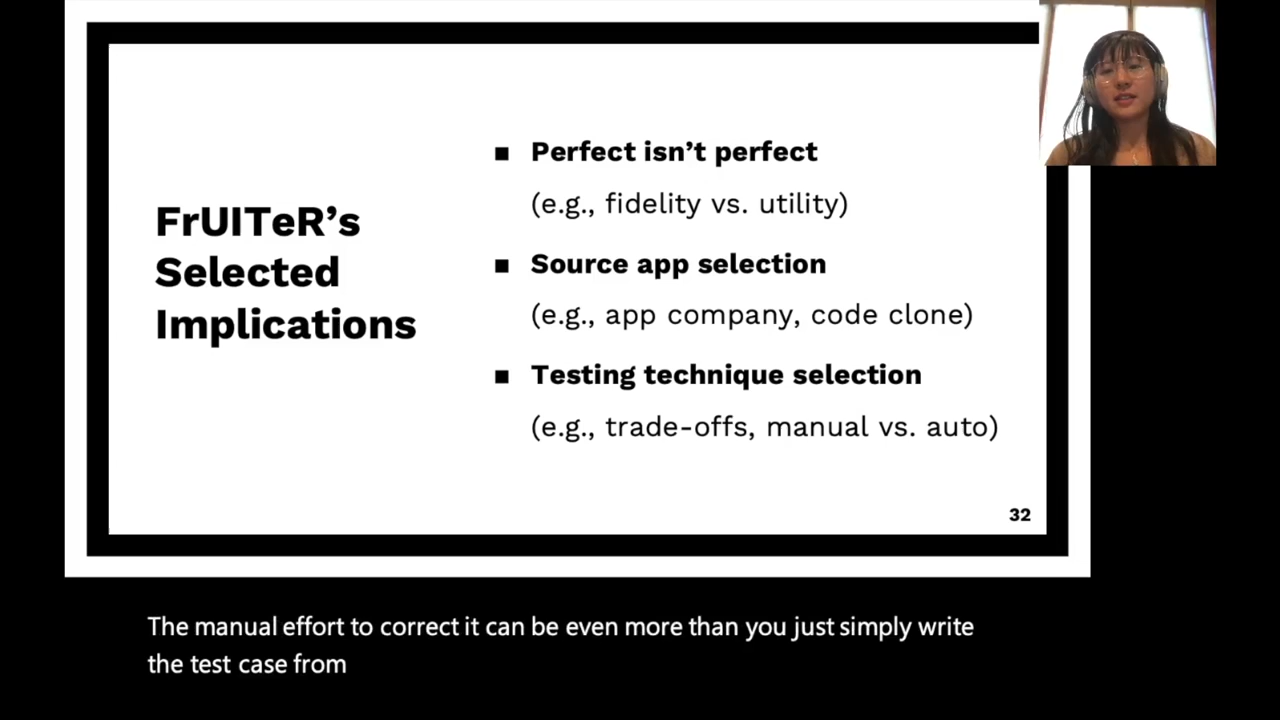 FrUITeR’s
Selected
Implications
■ Perfect isn’t perfect
(e.g., fidelity vs. utility)
■ Source app selection
(e.g., app company, code clone)
■ Testing technique selection
(e.g., trade-offs, manual vs. auto)
32
The manual effort to correct it can be even more than you just simply write
the test case from